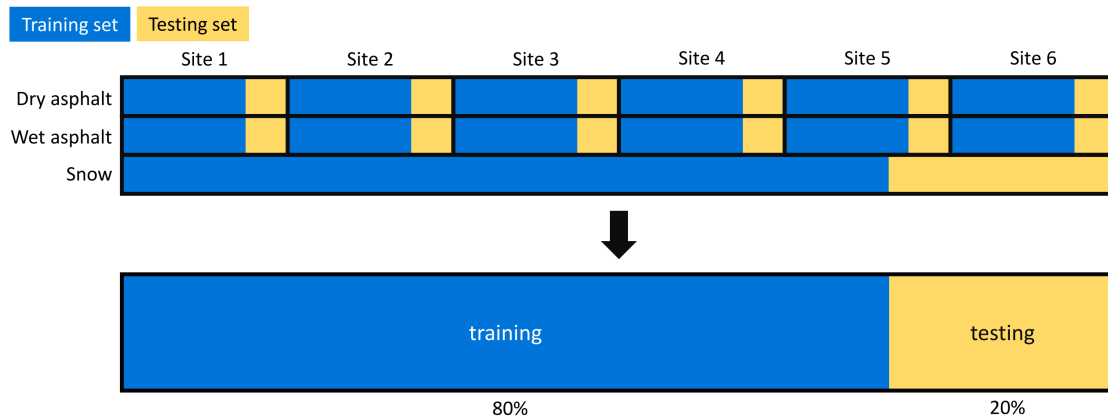 Training set Testing set
Site 1 Site 2 Site 3 Site 4 Site 5 Site 6
Dry asphalt
Wet asphalt
Snow
training testing
80% 20%